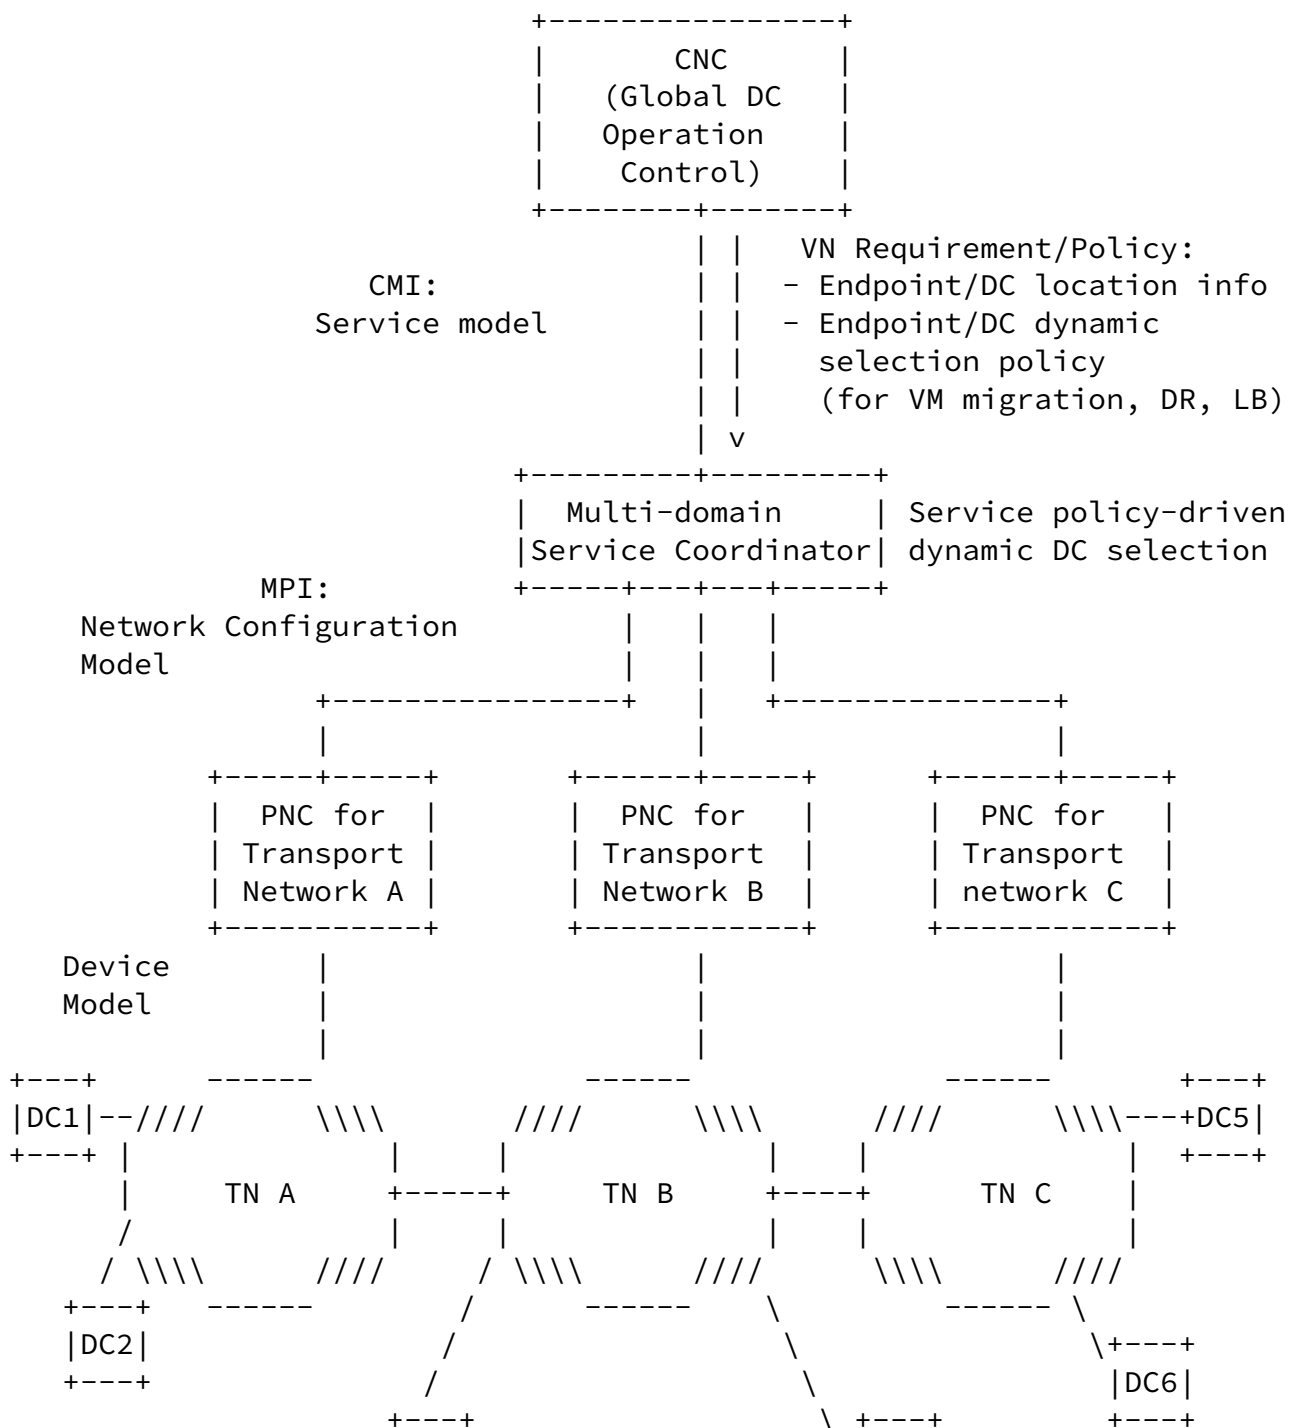 CNC
(Global DC
Operation
Control)
VN Requirement/Policy:
CMI: - Endpoint/DC location info
Service model - Endpoint/DC dynamic
selection policy
(for VM migration, DR, LB)
v
Multi-domain Service policy-driven
Service Coordinator dynamic DC selection
MPI:
Network Configuration
Model
PNC for PNC for PNC for
Transport Transport Transport
Network A Network B network C
Device
Model
DC1 DC5
TN A TN B TN C
DC2
DC6